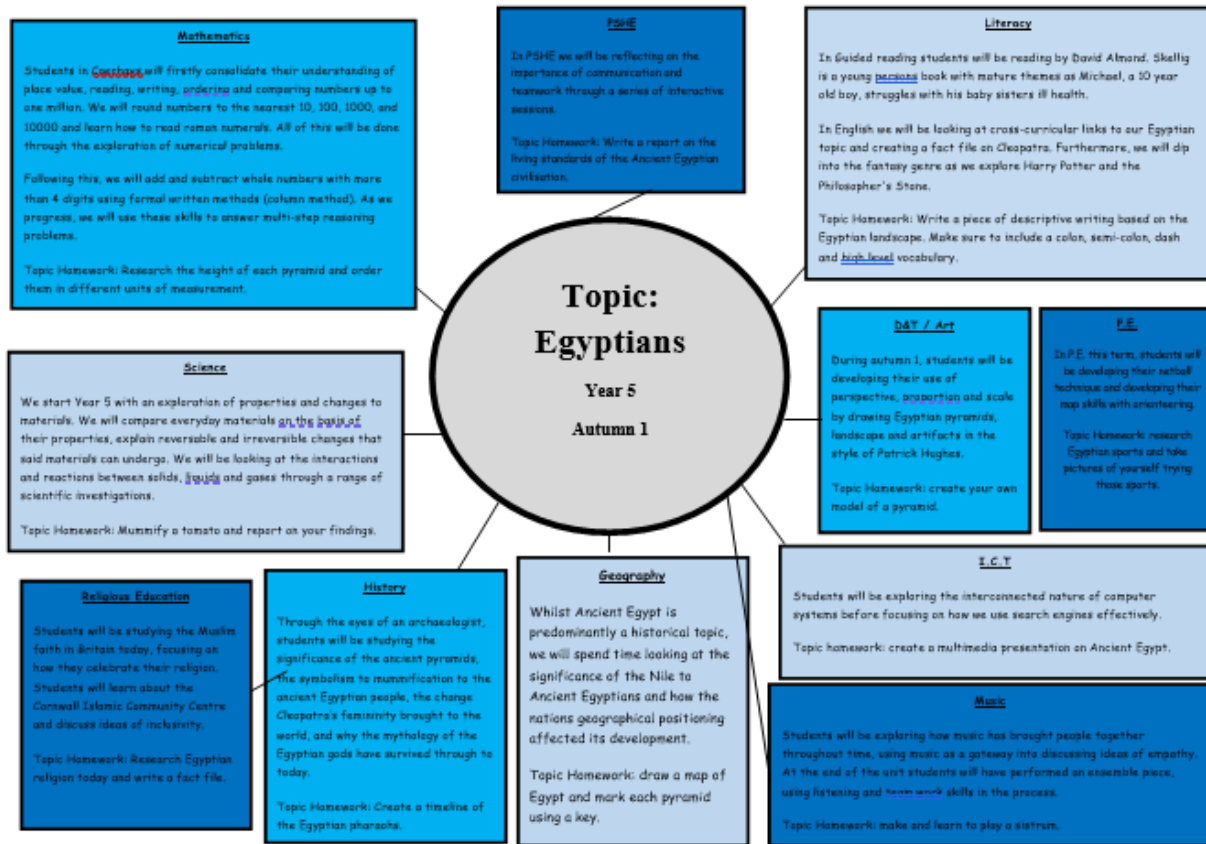 Mathematics
Students in Caerhays will firstly consolidate their understanding of
place value, reading, writing, ordering and comparing numbers up to
one million. We will round numbers to the nearest 10, 100, 1000, and
10000 and learn how to read roman numerals. All of this will be done
through the exploration of numerical problems.
Following this, we will add and subtract whole numbers with more
than 4 digits using formal written methods (column method). As we
progress, we will use these skills to answer multi-step reasoning
problems.
Topic Homework: Research the height of each pyramid and order
them in different units of measurement.
PSHE
In PSHE we will be reflecting on the
importance of communication and
teamwork through a series of interactive
sessions.
Topic Homework: Write a report on the
living standards of the Ancient Egyptian
civilisation.
Literacy
In Guided reading students will be reading by David Almond. Skellig
is a young persons book with mature themes as Michael, a 10 year
old boy, struggles with his baby sisters ill health.
In English we will be looking at cross-curricular links to our Egyptian
topic and creating a fact file on Cleopatra. Furthermore, we will dip
into the fantasy genre as we explore Harry Potter and the
Philosopher's Stone.
Topic Homework: Write a piece of descriptive writing based on the
Egyptian landscape. Make sure to include a colon, semi-colon, dash
and high level vocabulary.
Topic:
Egyptians
Year 5
Autumn 1
Science
We start Year 5 with an exploration of properties and changes to
materials. We will compare everyday materials on the basis of
their properties, explain reversable and irreversible changes that
said materials can undergo. We will be looking at the interactions
and reactions between solids, liquids and gases through a range of
scientific investigations.
Topic Homework: Mummify a tomato and report on your findings.
D&T / Art
During autumn 1, students will be
developing their use of
perspective, proportion and scale
by drawing Egyptian pyramids,
landscape and artifacts in the
style of Patrick Hughes.
Topic Homework: create your own
model of a pyramid.
P.E.
In P.E. this term, students will
be developing their netball
technique and developing their
map skills with orienteering.
Topic Homework: research
Egyptian sports and take
pictures of yourself trying
those sports.
Religious Education
Students will be studying the Muslim
faith in Britain today, focusing on
how they celebrate their religion.
Students will learn about the
Cornwall Islamic Community Centre
and discuss ideas of inclusivity.
Topic Homework: Research Egyptian
religion today and write a fact file.
History
Through the eyes of an archaeologist,
students will be studying the
significance of the ancient pyramids,
the symbolism to mummification to the
ancient Egyptian people, the change
Cleopatra's femininity brought to the
world, and why the mythology of the
Egyptian gods have survived through to
today.
Topic Homework: Create a timeline of
the Egyptian pharaohs.
Geography
Whilst Ancient Egypt is
predominantly a historical topic,
we will spend time looking at the
significance of the Nile to
Ancient Egyptians and how the
nations geographical positioning
affected its development.
Topic Homework: draw a map of
Egypt and mark each pyramid
using a key.
I.C.T
Students will be exploring the interconnected nature of computer
systems before focusing on how we use search engines effectively.
Topic homework: create a multimedia presentation on Ancient Egypt.
Music
Students will be exploring how music has brought people together
throughout time, using music as a gateway into discussing ideas of empathy.
At the end of the unit students will have performed an ensemble piece,
using listening and team work skills in the process.
Topic Homework: make and learn to play a sistrum.